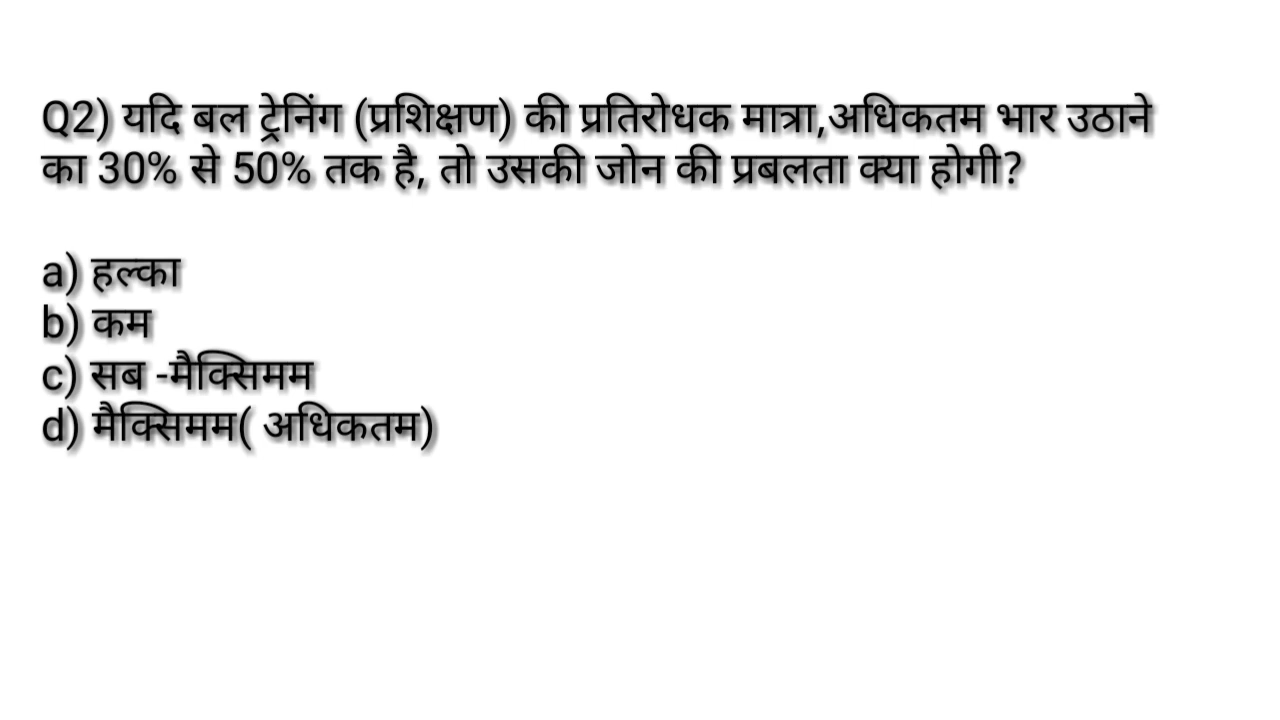 Q2) यदि बल ट्रेनिंग (प्रशिक्षण) की प्रतिरोधक मात्रा,अधिकतम भार उठाने
का 30% से 50% तक है, तो उसकी जोन की प्रबलता क्या होगी?
a) हल्का
b) कम
c) सब -मैक्सिमम
d) मैक्सिमम( अधिकतम)